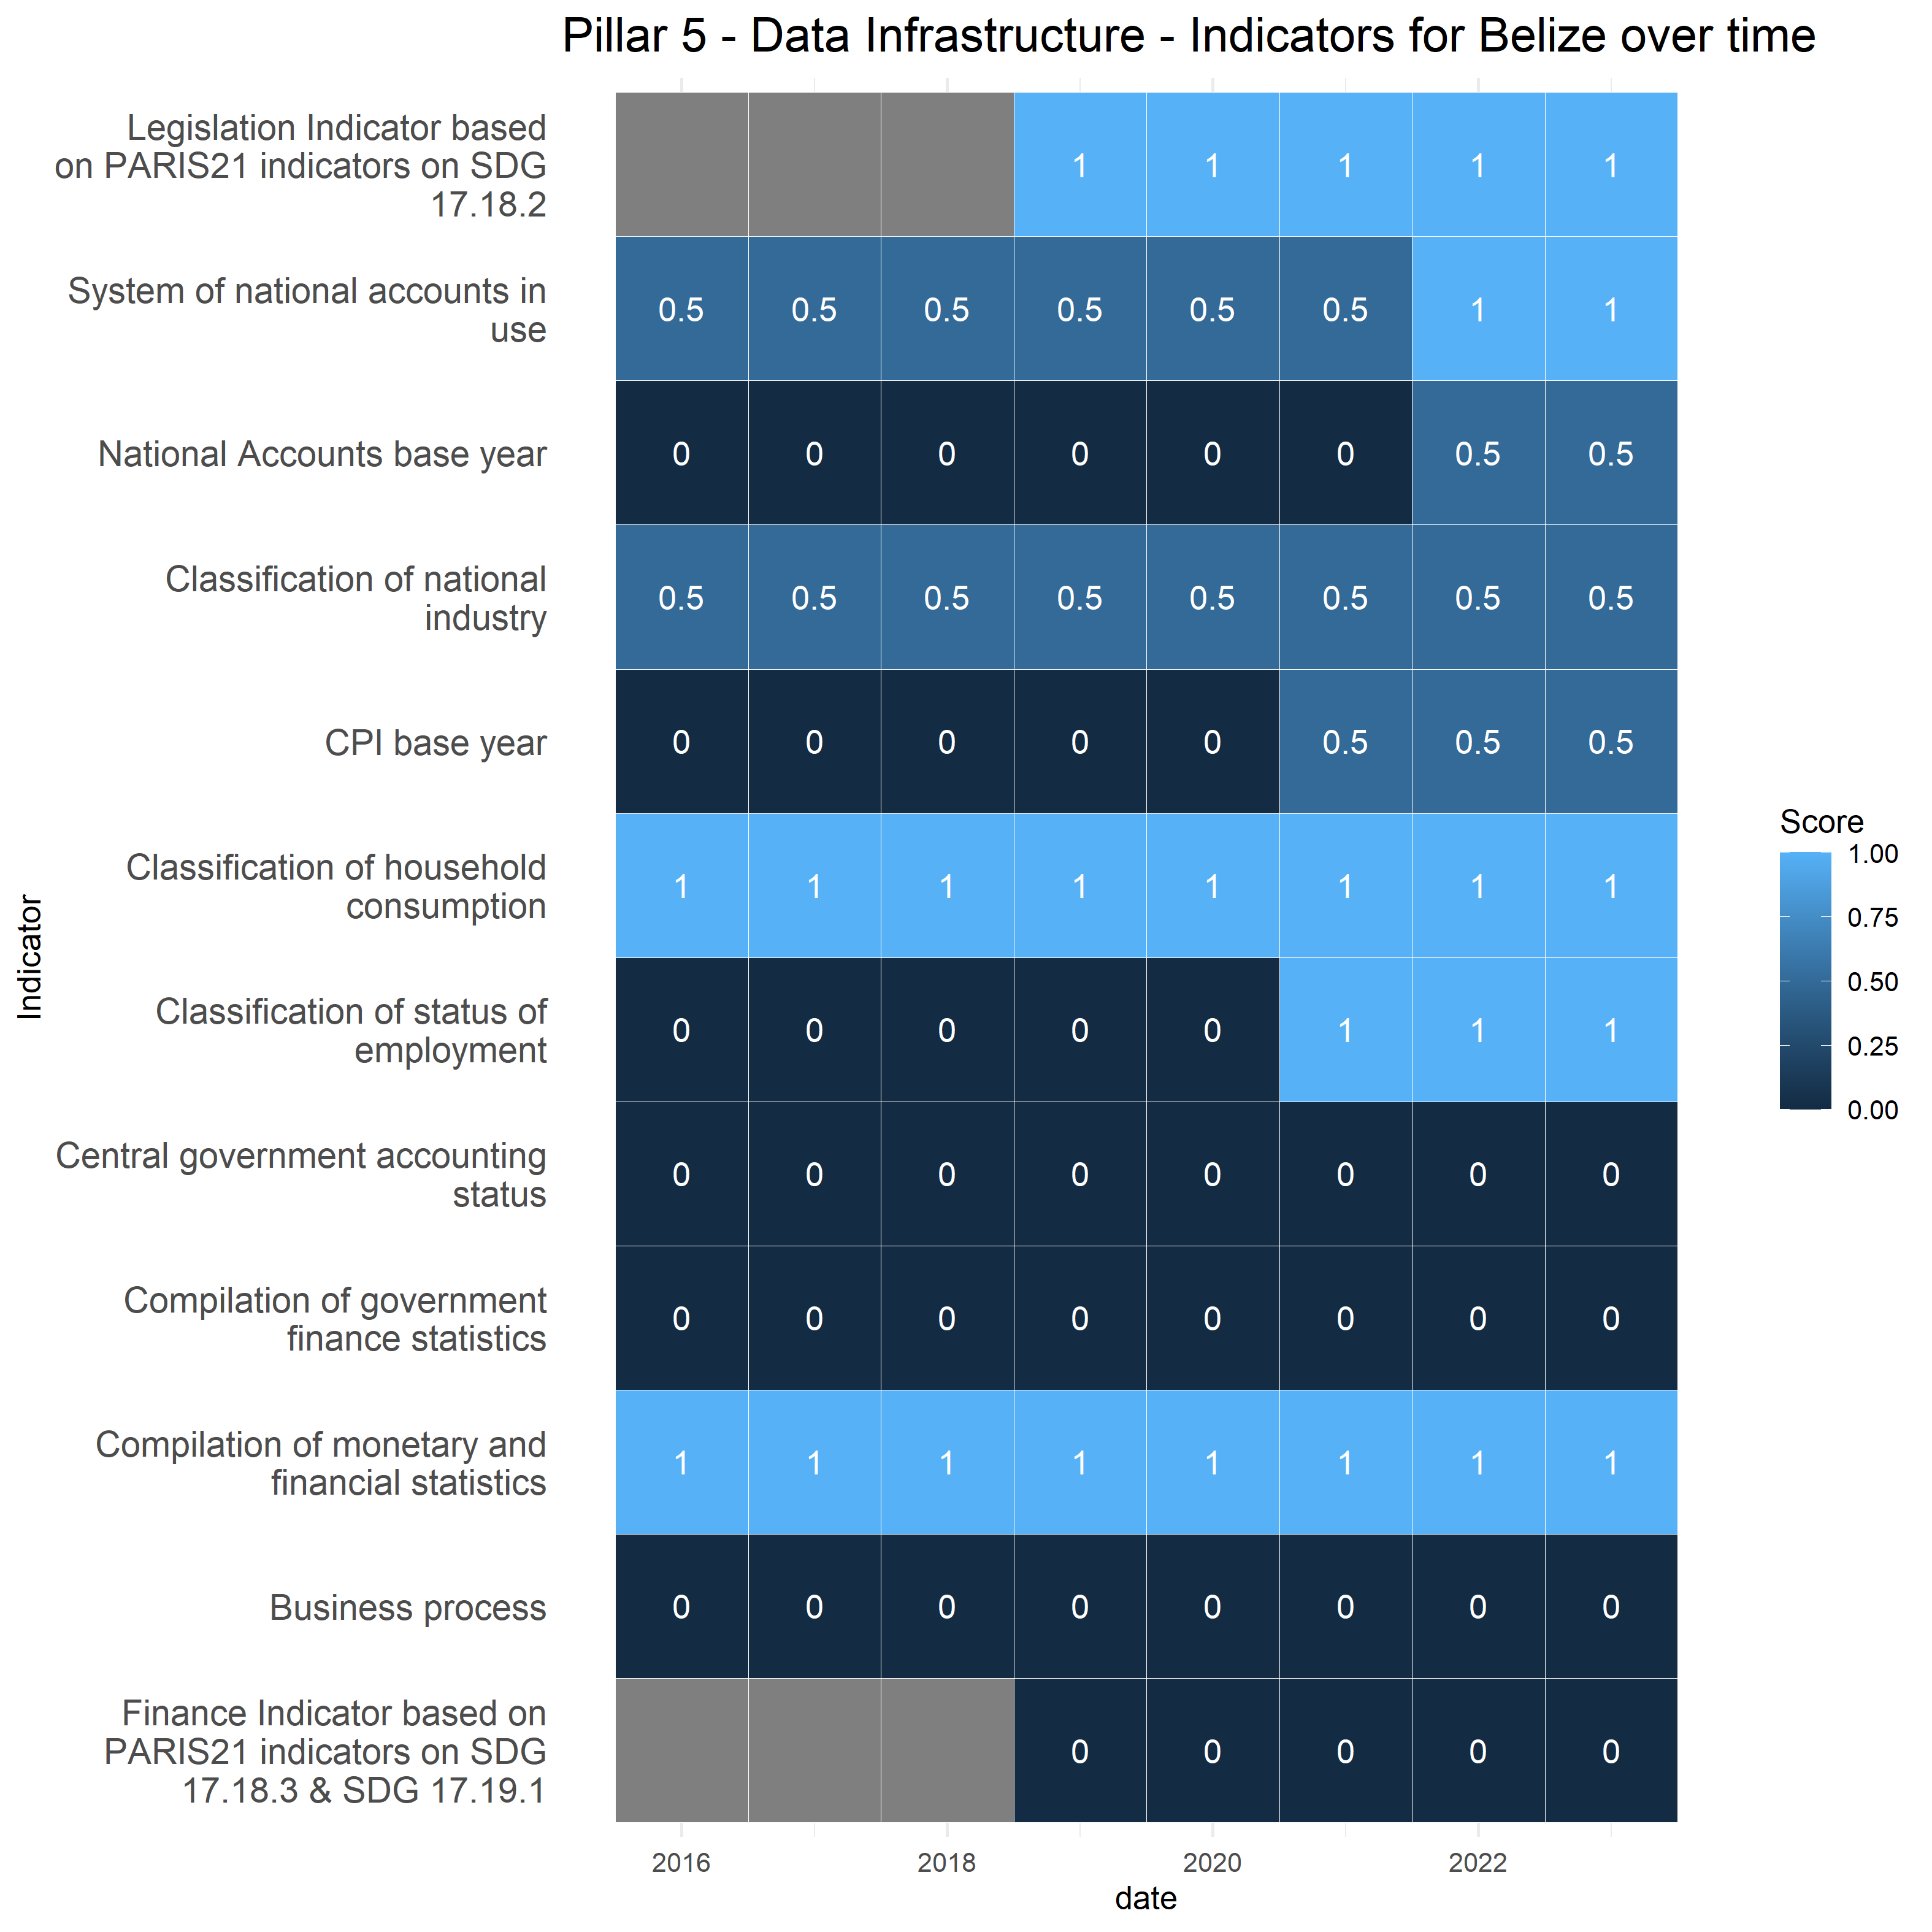 Pillar 5 - Data Infrastructure - Indicators for Belize over time
Legislation Indicator based
on PARIS21 indicators on SDG
17.18.2
1 1 1 1 1
System of national accounts in
use
0.5 0.5 0.5 0.5 0.5 0.5 1 1
National Accounts base year
0 0 0 0 0 0 0.5 0.5
Classification of national
industry
0.5 0.5 0.5 0.5 0.5 0.5 0.5 0.5
CPI base year
0 0 0 0 0 0.5 0.5 0.5
Classification of household
consumption
1 1 1 1 1 1 1 1
Classification of status of
employment
0 0 0 0 0 1 1 1
Central government accounting
status
0 0 0 0 0 0 0 0
Compilation of government
finance statistics
0 0 0 0 0 0 0 0
Compilation of monetary and
financial statistics
1 1 1 1 1 1 1 1
Business process
0 0 0 0 0 0 0 0
Finance Indicator based on
PARIS21 indicators on SDG
17.18.3 & SDG 17.19.1
0 0 0 0 0
2016 2018 2020 2022
date
Indicator
Score
1.00
0.75
0.50
0.25
0.00